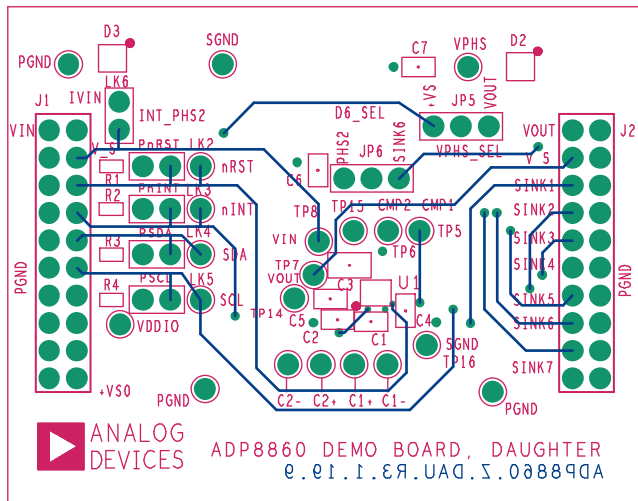 D3
PGND
SGND
C7
VPHS
D2
IVIN
LK6
INT_PHS2
D6_SEL
+VS
JP5
VOUT
J1
VIN
PnRST
LK2
nRST
PHS2
JP6
SINK6
VPHS_SEL
VOUT
J2
R1
C6
SINK1
R2
PnINT
LK3
nINT
TP8
TP15
CMP2
CMP1
SINK2
VIN
TP6
TP5
SINK3
R3
PSDA
LK4
SDA
TP7
VOUT
SINK4
PGND
PGND
PSCL
LK5
C3
U1
R4
SCL
TP14
SINK5
VDDIO
C5
C2
C1
C4
SINK6
SGND
TP16
SINK7
+VSO
PGND
C2-
C2+
C1+
C1-
PGND
ANALOG
DEVICES
ADP8860 DEMO BOARD, DAUGHTER
ADP8860.Z.DAU.R3.1.19.9